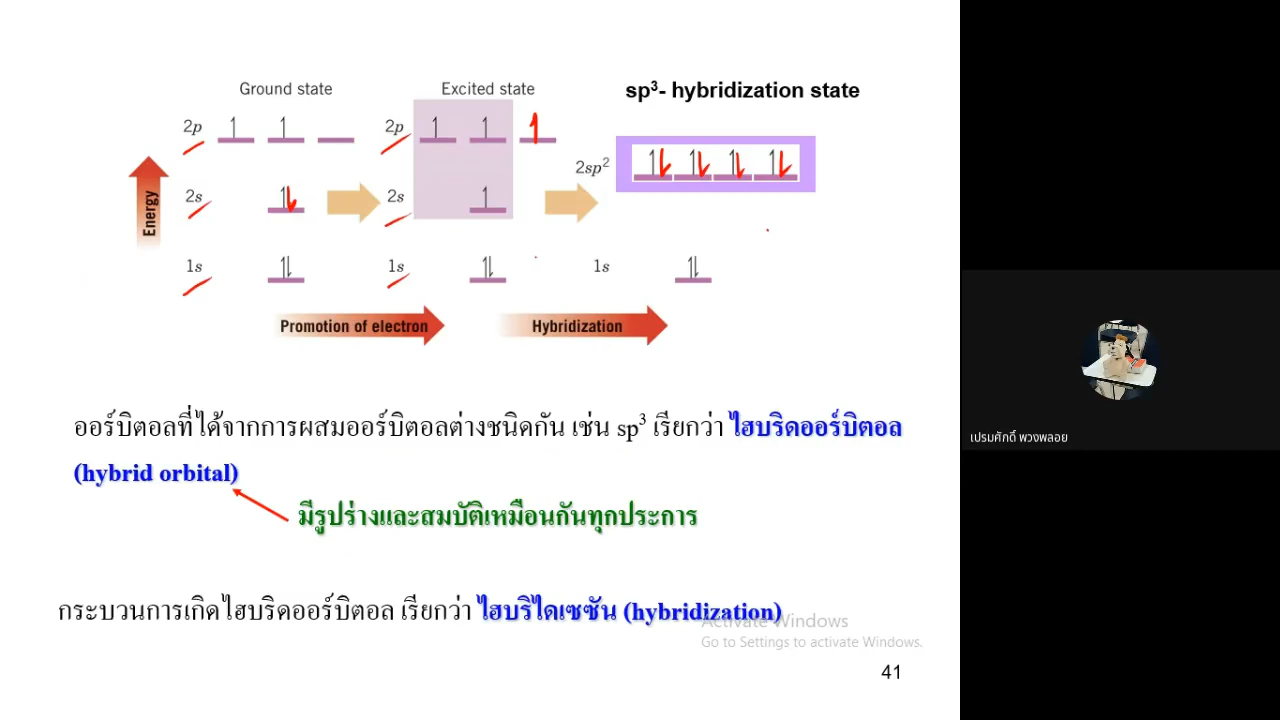 Ground state
Excited state
sp³- hybridization state
2p
2p
2sp²
2s
2s
Energy
1s
1s
1s
Promotion of electron
Hybridization
ออร์บิตอลที่ได้จากการผสมออร์บิตอลต่างชนิดกัน เช่น sp³ เรียกว่า ไฮบริดออร์บิตอล
(hybrid orbital)
มีรูปร่างและสมบัติเหมือนกันทุกประการ
กระบวนการเกิดไฮบริดออร์บิตอล เรียกว่า ไฮบริไดเซซัน (hybridization)
Activate Windows
Go to Settings to activate Windows.
41
เปรมศักดิ์ พวงพลอย